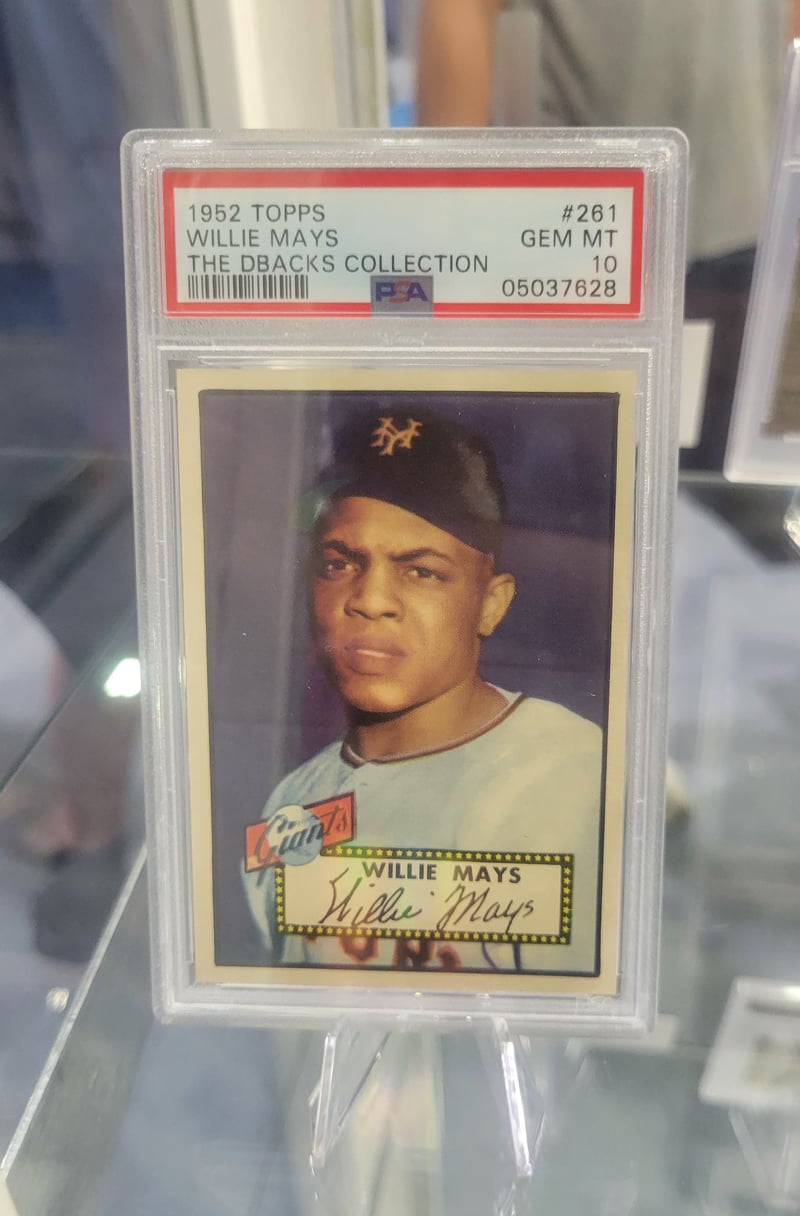 1952 TOPPS #261
WILLIE MAYS GEM MT
THE DBACKS COLLECTION 10
PSA 05037628
NY
Giants
WILLIE MAYS
Willie Mays